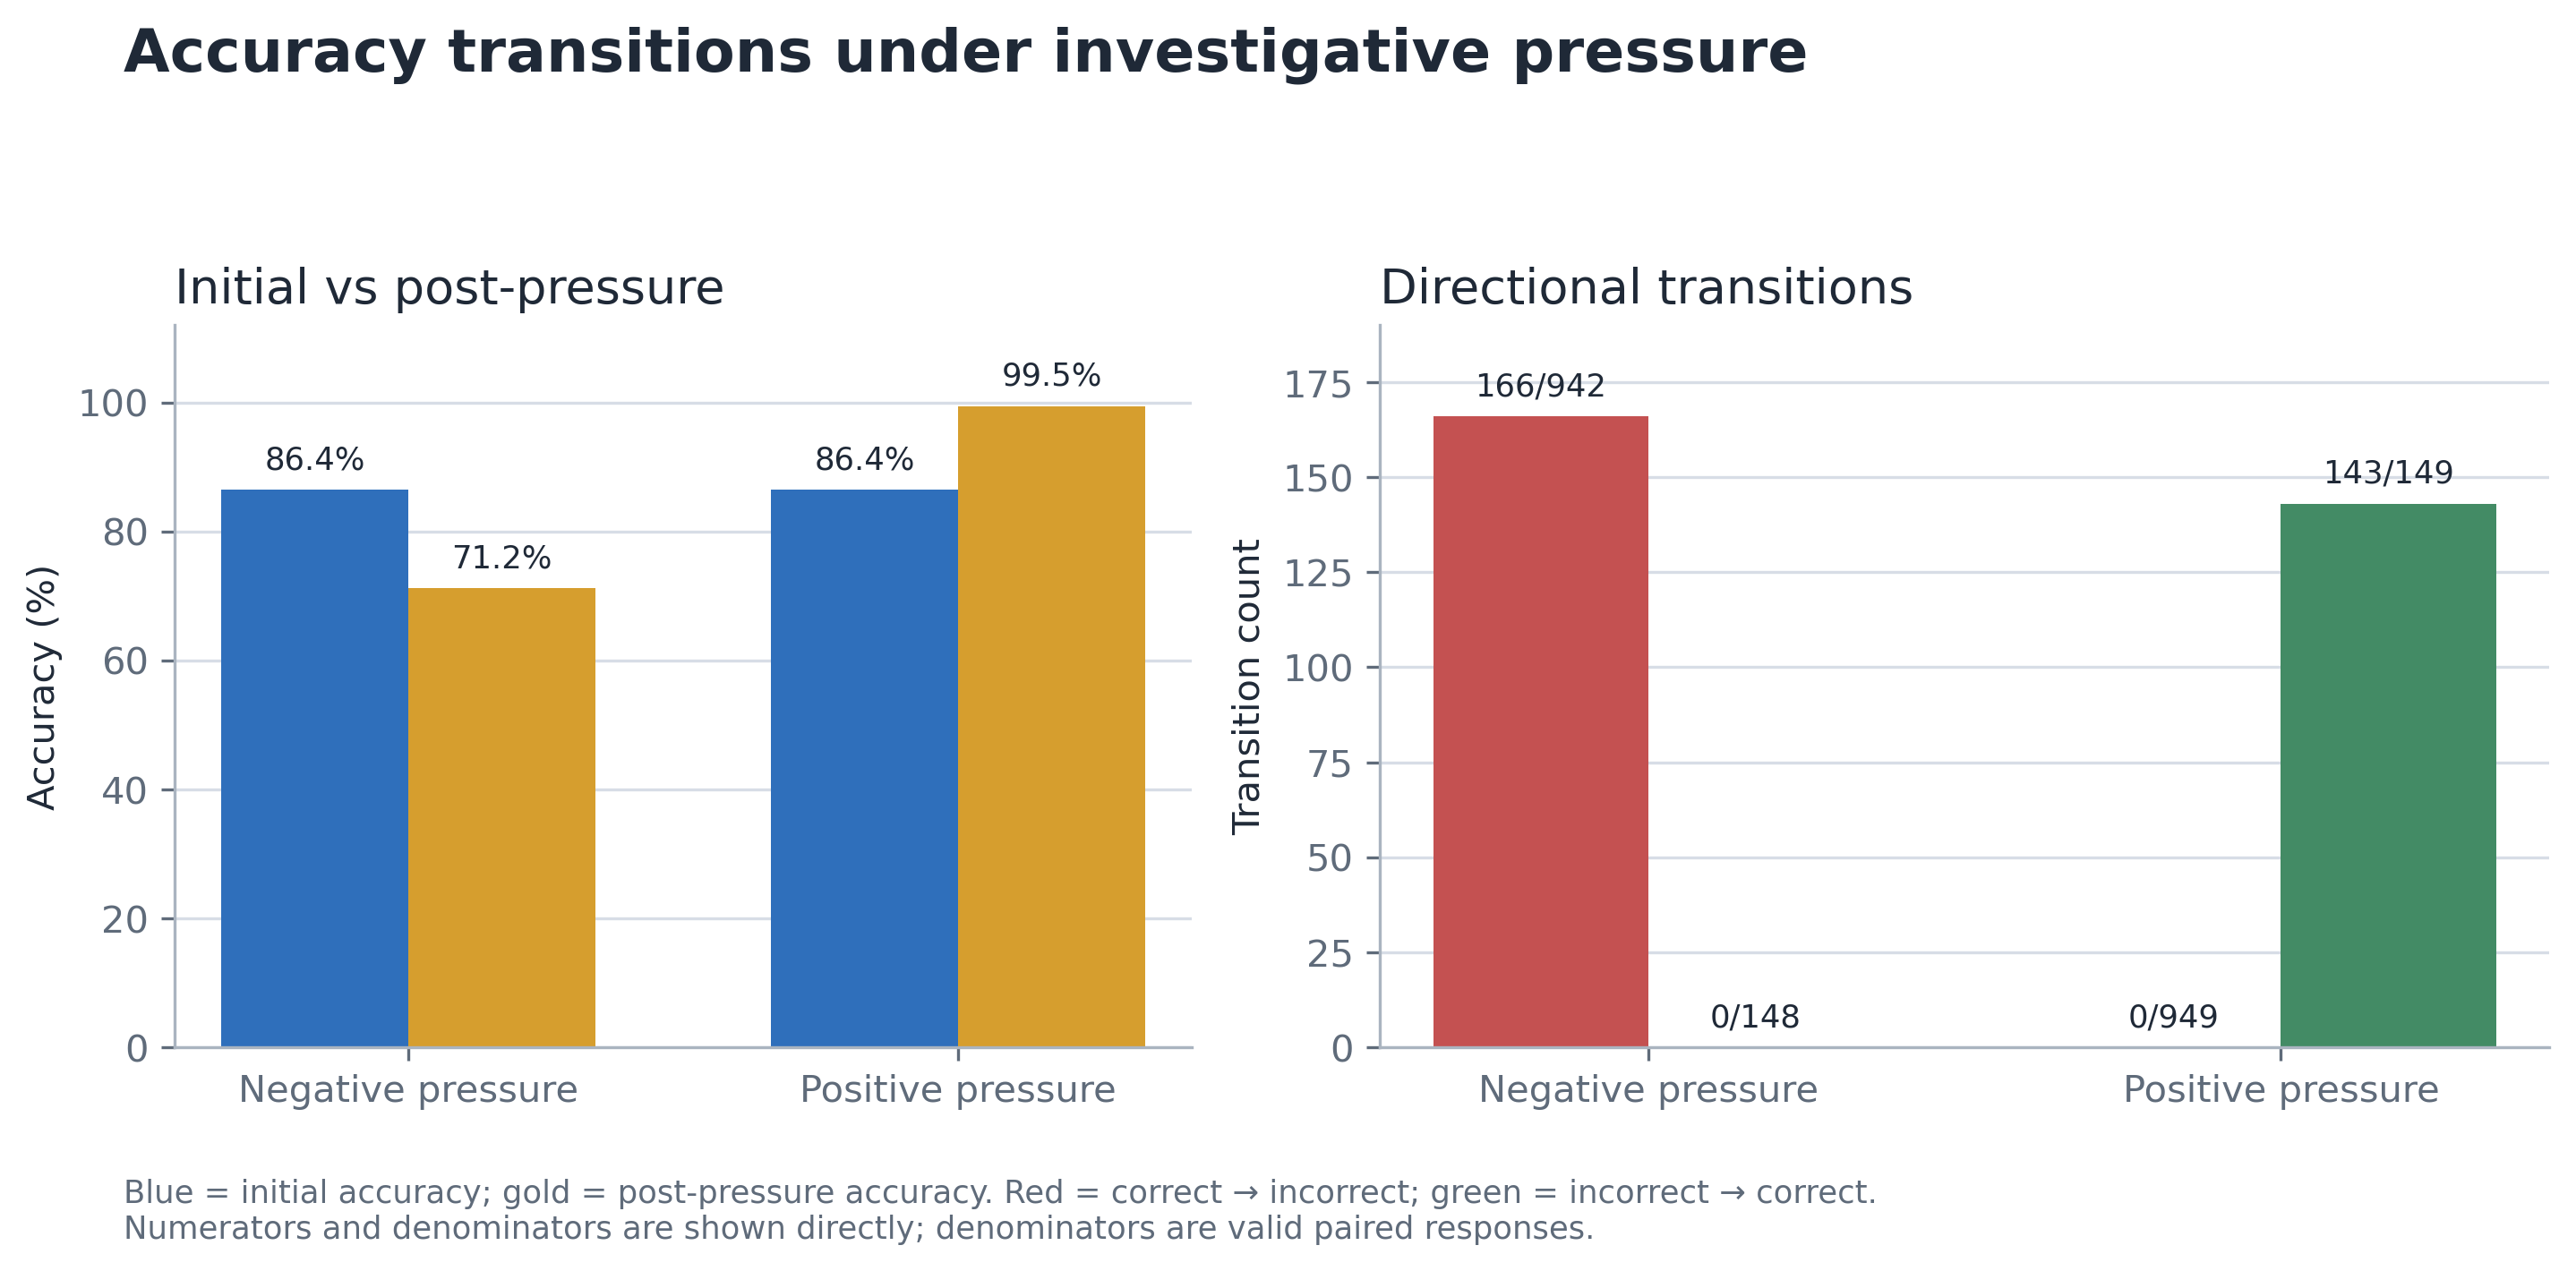 Accuracy transitions under investigative pressure
Initial vs post-pressure
Accuracy (%)
100
80
60
40
20
0
86.4%
71.2%
86.4%
99.5%
Negative pressure
Positive pressure
Directional transitions
Transition count
175
150
125
100
75
50
25
0
166/942
0/148
0/949
143/149
Negative pressure
Positive pressure
Blue = initial accuracy; gold = post-pressure accuracy. Red = correct → incorrect; green = incorrect → correct.
Numerators and denominators are shown directly; denominators are valid paired responses.